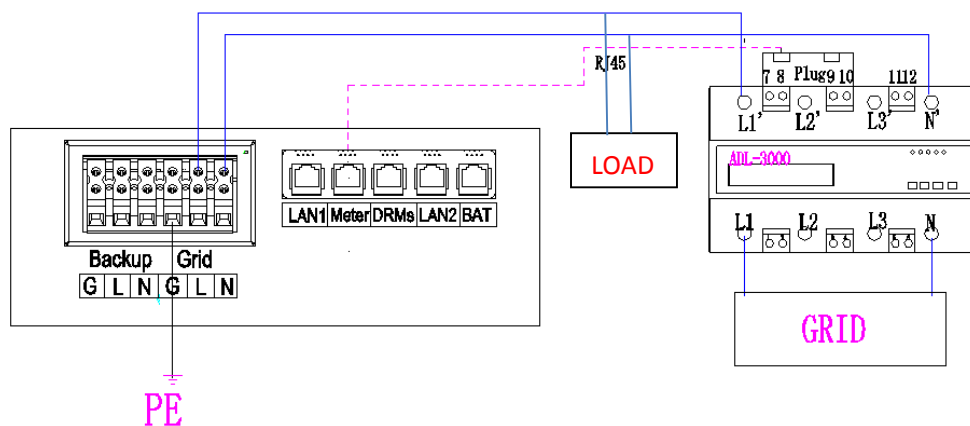 RJ45
7 8 Plug 9 10 11 12
L1' L2' L3' N'
LOAD
ADL-3000
LAN1 Meter DRMs LAN2 BAT
L1 L2 L3 N
Backup Grid
G L N G L N
GRID
PE